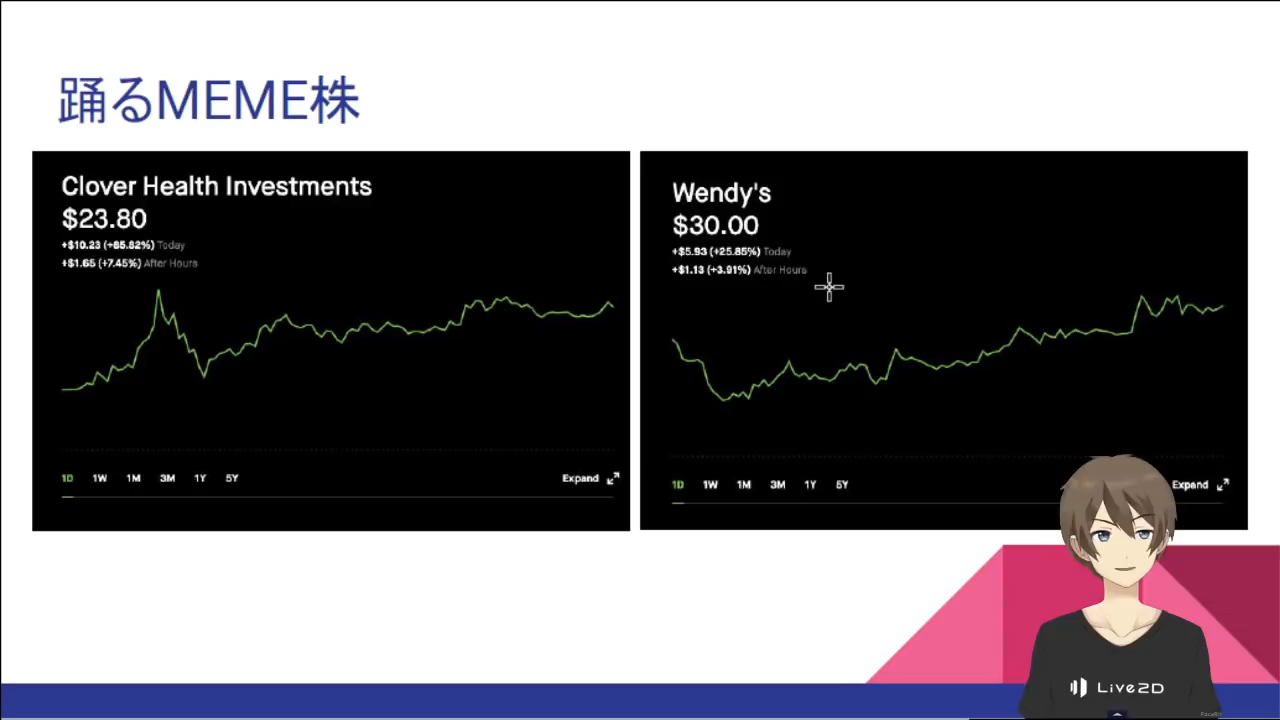 踊るMEME株
Clover Health Investments
$23.80
+$10.23 (+85.82%) Today
+$1.65 (+7.45%) After Hours
1D 1W 1M 3M 1Y 5Y
Expand
Wendy's
$30.00
+$5.93 (+25.85%) Today
+$1.13 (+3.91%) After Hours
1D 1W 1M 3M 1Y 5Y
Expand
Live2D